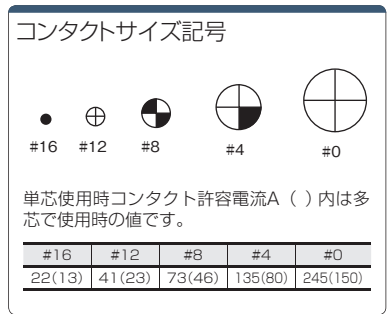 コンタクトサイズ記号
#16 #12 #8 #4 #0
単芯使用時コンタクト許容電流A（ ）内は多
芯で使用時の値です。
#16 #12 #8 #4 #0
22(13) 41(23) 73(46) 135(80) 245(150)